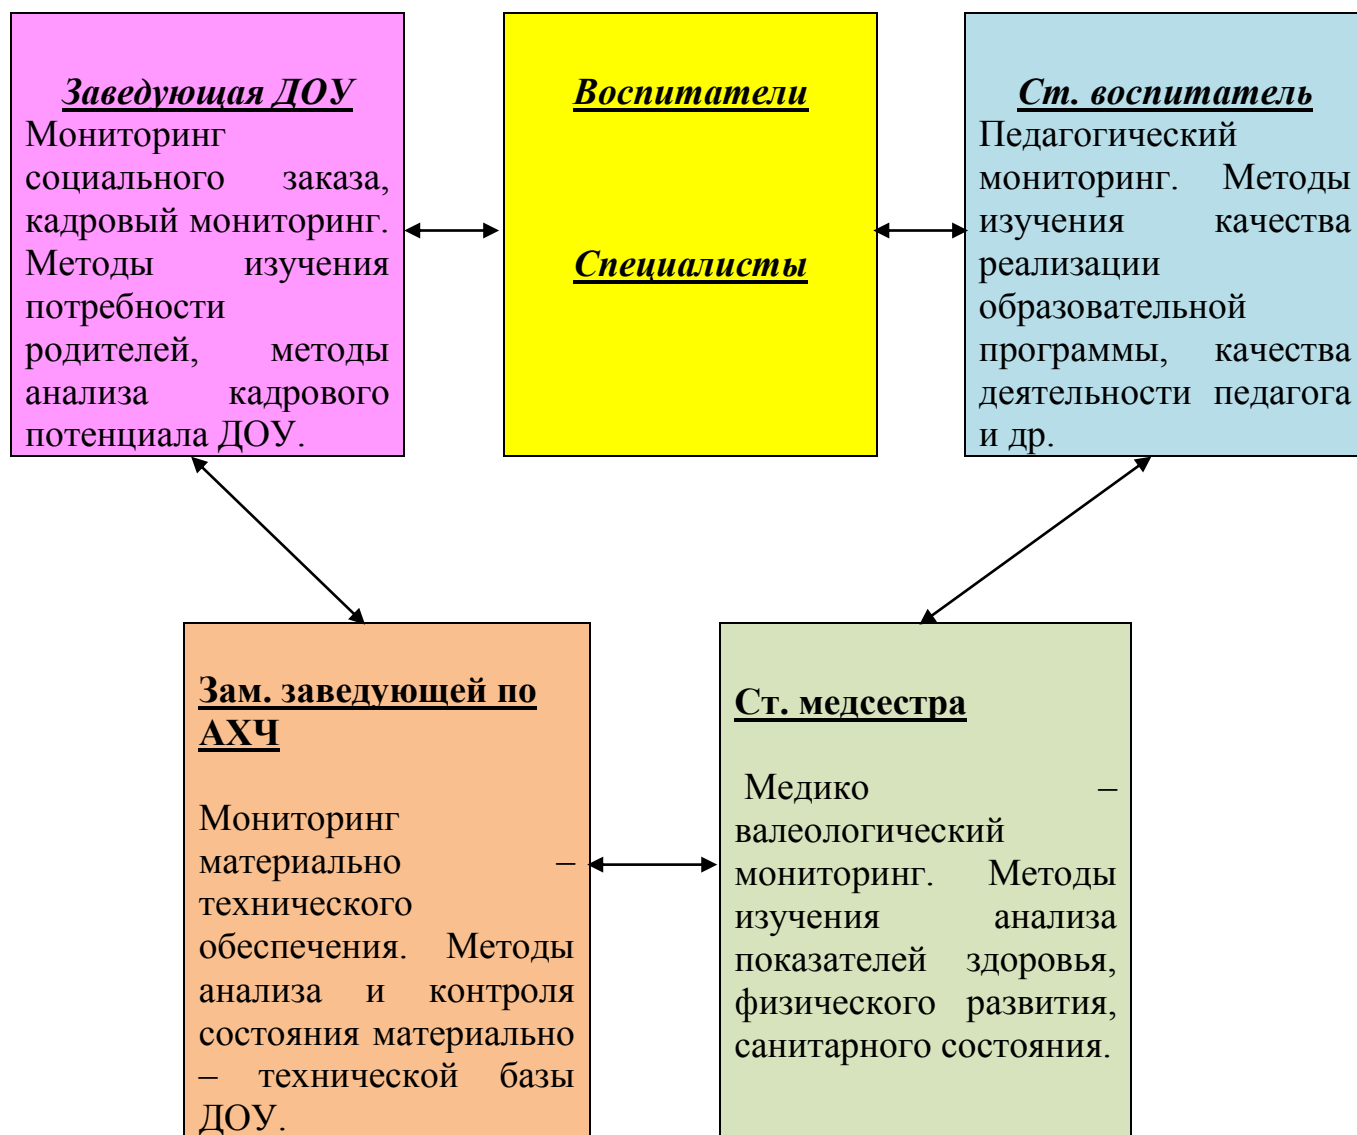 Заведующая ДОУ
Мониторинг
социального заказа,
кадровый мониторинг.
Методы изучения
потребности
родителей, методы
анализа кадрового
потенциала ДОУ.
Воспитатели
Специалисты
Ст. воспитатель
Педагогический
мониторинг. Методы
изучения качества
реализации
образовательной
программы, качества
деятельности педагога
и др.
Зам. заведующей по
АХЧ
Мониторинг
материально –
технического
обеспечения. Методы
анализа и контроля
состояния материально
– технической базы
ДОУ.
Ст. медсестра
Медико –
валеологический
мониторинг. Методы
изучения анализа
показателей здоровья,
физического развития,
санитарного состояния.